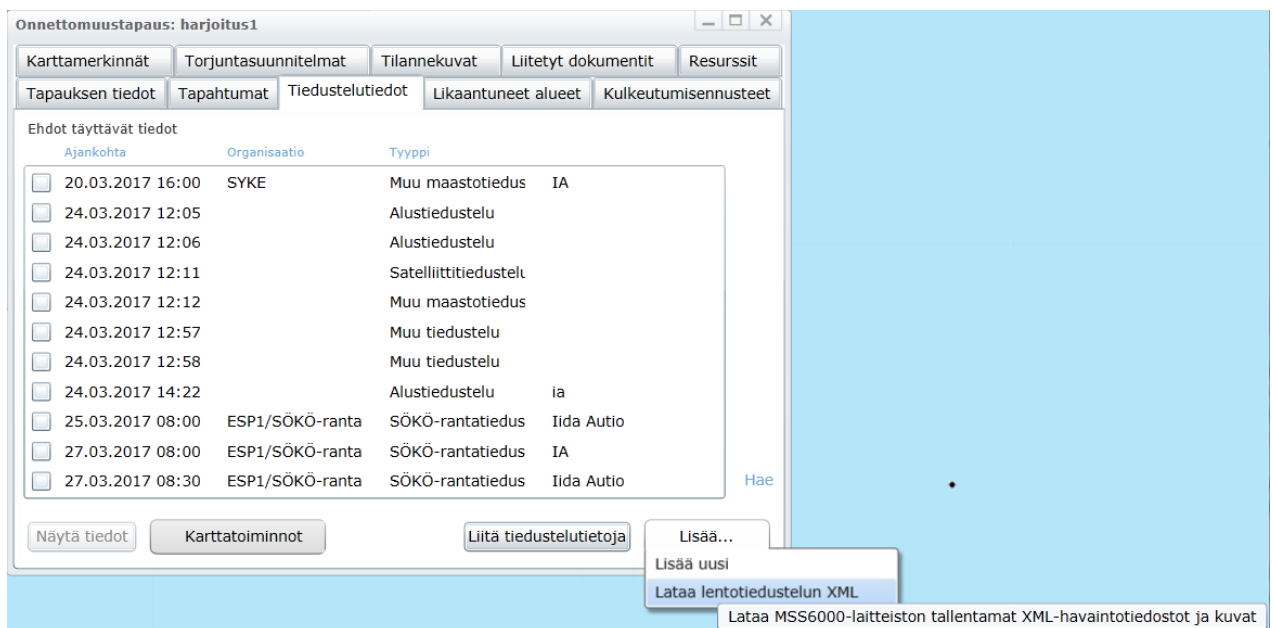 Onnettomuustapaus: harjoitus1
Karttamerkinnät Torjuntasuunnitelmat Tilannekuvat Liitetyt dokumentit Resurssit
Tapauksen tiedot Tapahtumat Tiedustelutiedot Likaantuneet alueet Kulkeutumisennusteet
Ehdot täyttävät tiedot
Ajankohta Organisaatio Tyyppi
20.03.2017 16:00 SYKE Muu maastotiedus IA
24.03.2017 12:05 Alustiedustelu
24.03.2017 12:06 Alustiedustelu
24.03.2017 12:11 Satelliittitiedustelu
24.03.2017 12:12 Muu maastotiedus
24.03.2017 12:57 Muu tiedustelu
24.03.2017 12:58 Muu tiedustelu
24.03.2017 14:22 Alustiedustelu ia
25.03.2017 08:00 ESP1/SÖKÖ-ranta SÖKÖ-rantatiedus Iida Autio
27.03.2017 08:00 ESP1/SÖKÖ-ranta SÖKÖ-rantatiedus IA
27.03.2017 08:30 ESP1/SÖKÖ-ranta SÖKÖ-rantatiedus Iida Autio
Hae
Näytä tiedot Karttatoiminnot Liitä tiedustelutietoja Lisää...
Lisää uusi
Lataa lentotiedustelun XML
Lataa MSS6000-laitteiston tallentamat XML-havaintotiedostot ja kuvat